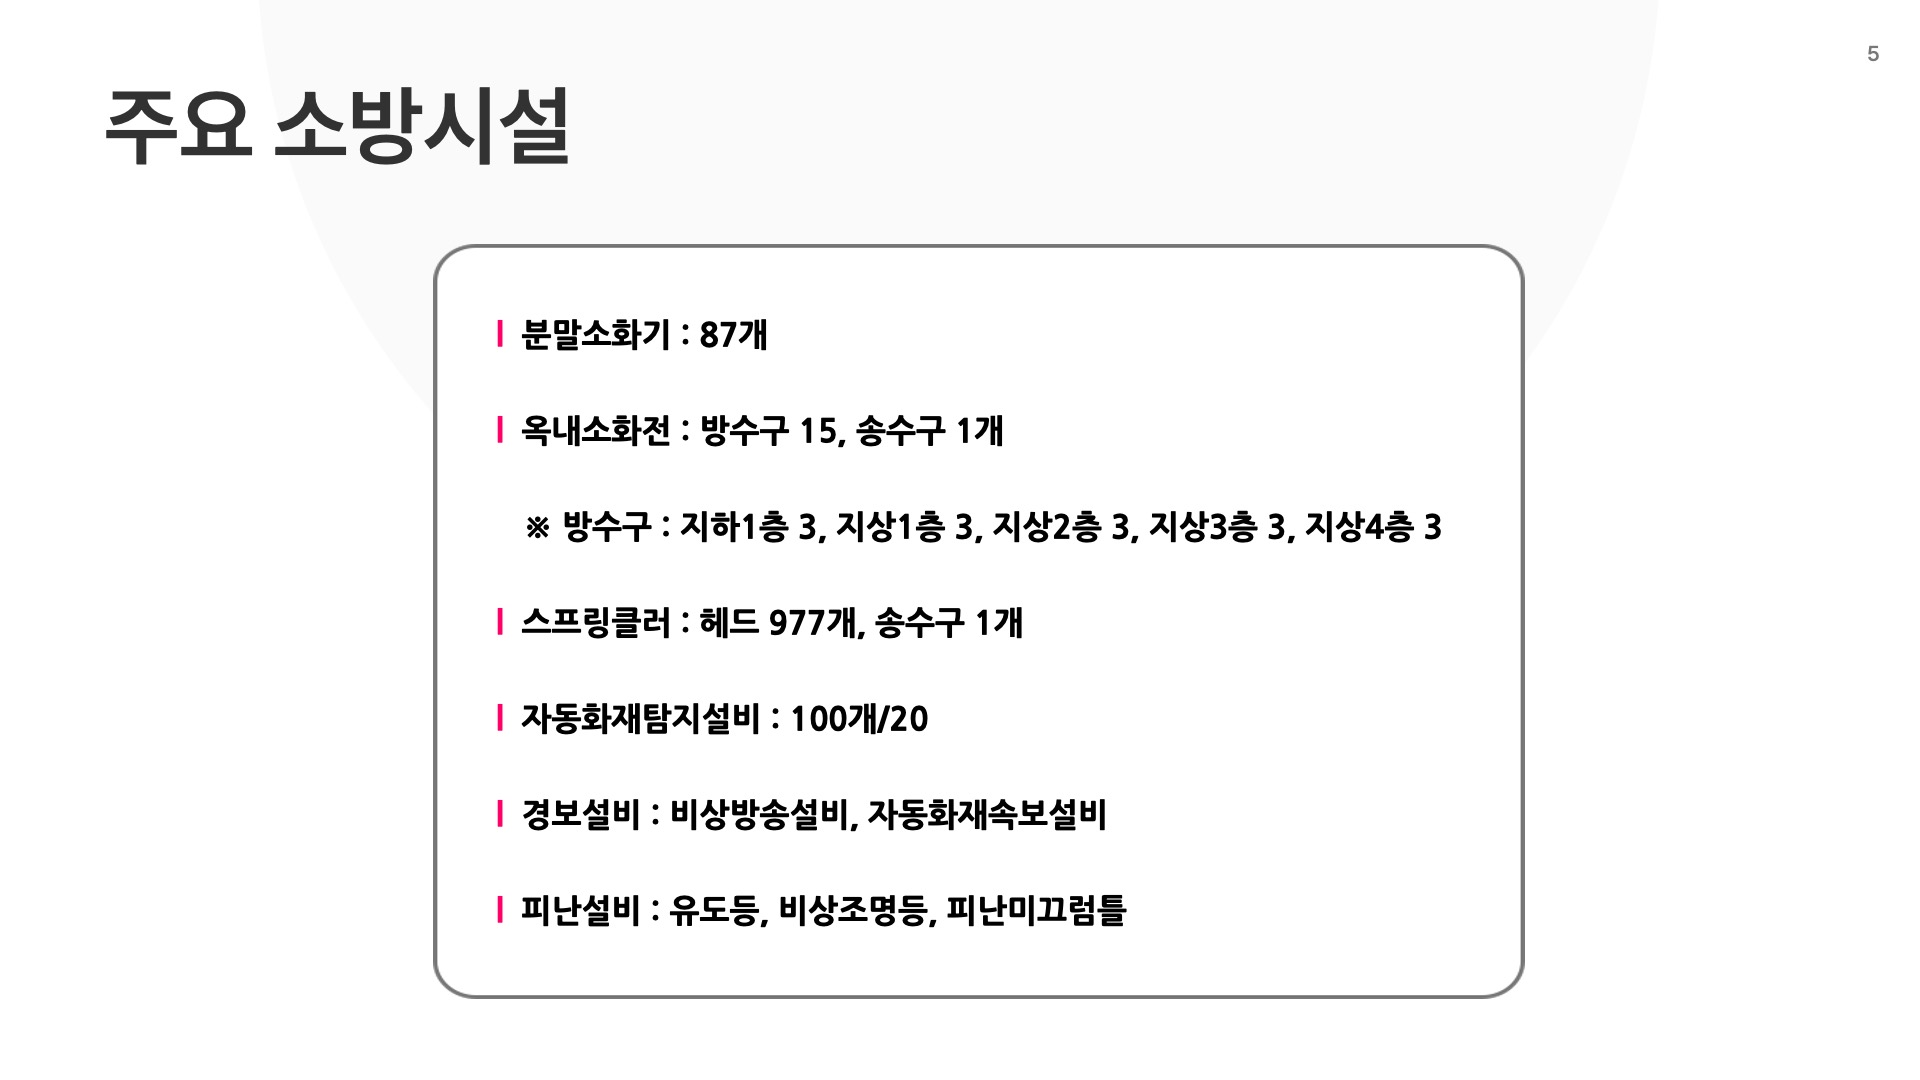 5
주요 소방시설
분말소화기 : 87개
옥내소화전 : 방수구 15, 송수구 1개
※ 방수구 : 지하1층 3, 지상1층 3, 지상2층 3, 지상3층 3, 지상4층 3
스프링클러 : 헤드 977개, 송수구 1개
자동화재탐지설비 : 100개/20
경보설비 : 비상방송설비, 자동화재속보설비
피난설비 : 유도등, 비상조명등, 피난미끄럼틀